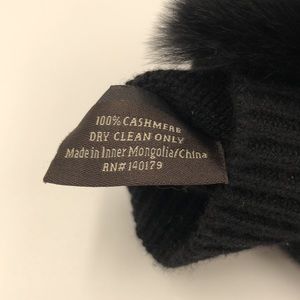 100% CASHMERE
DRY CLEAN ONLY
Made in Inner Mongolia/China
RN#140179